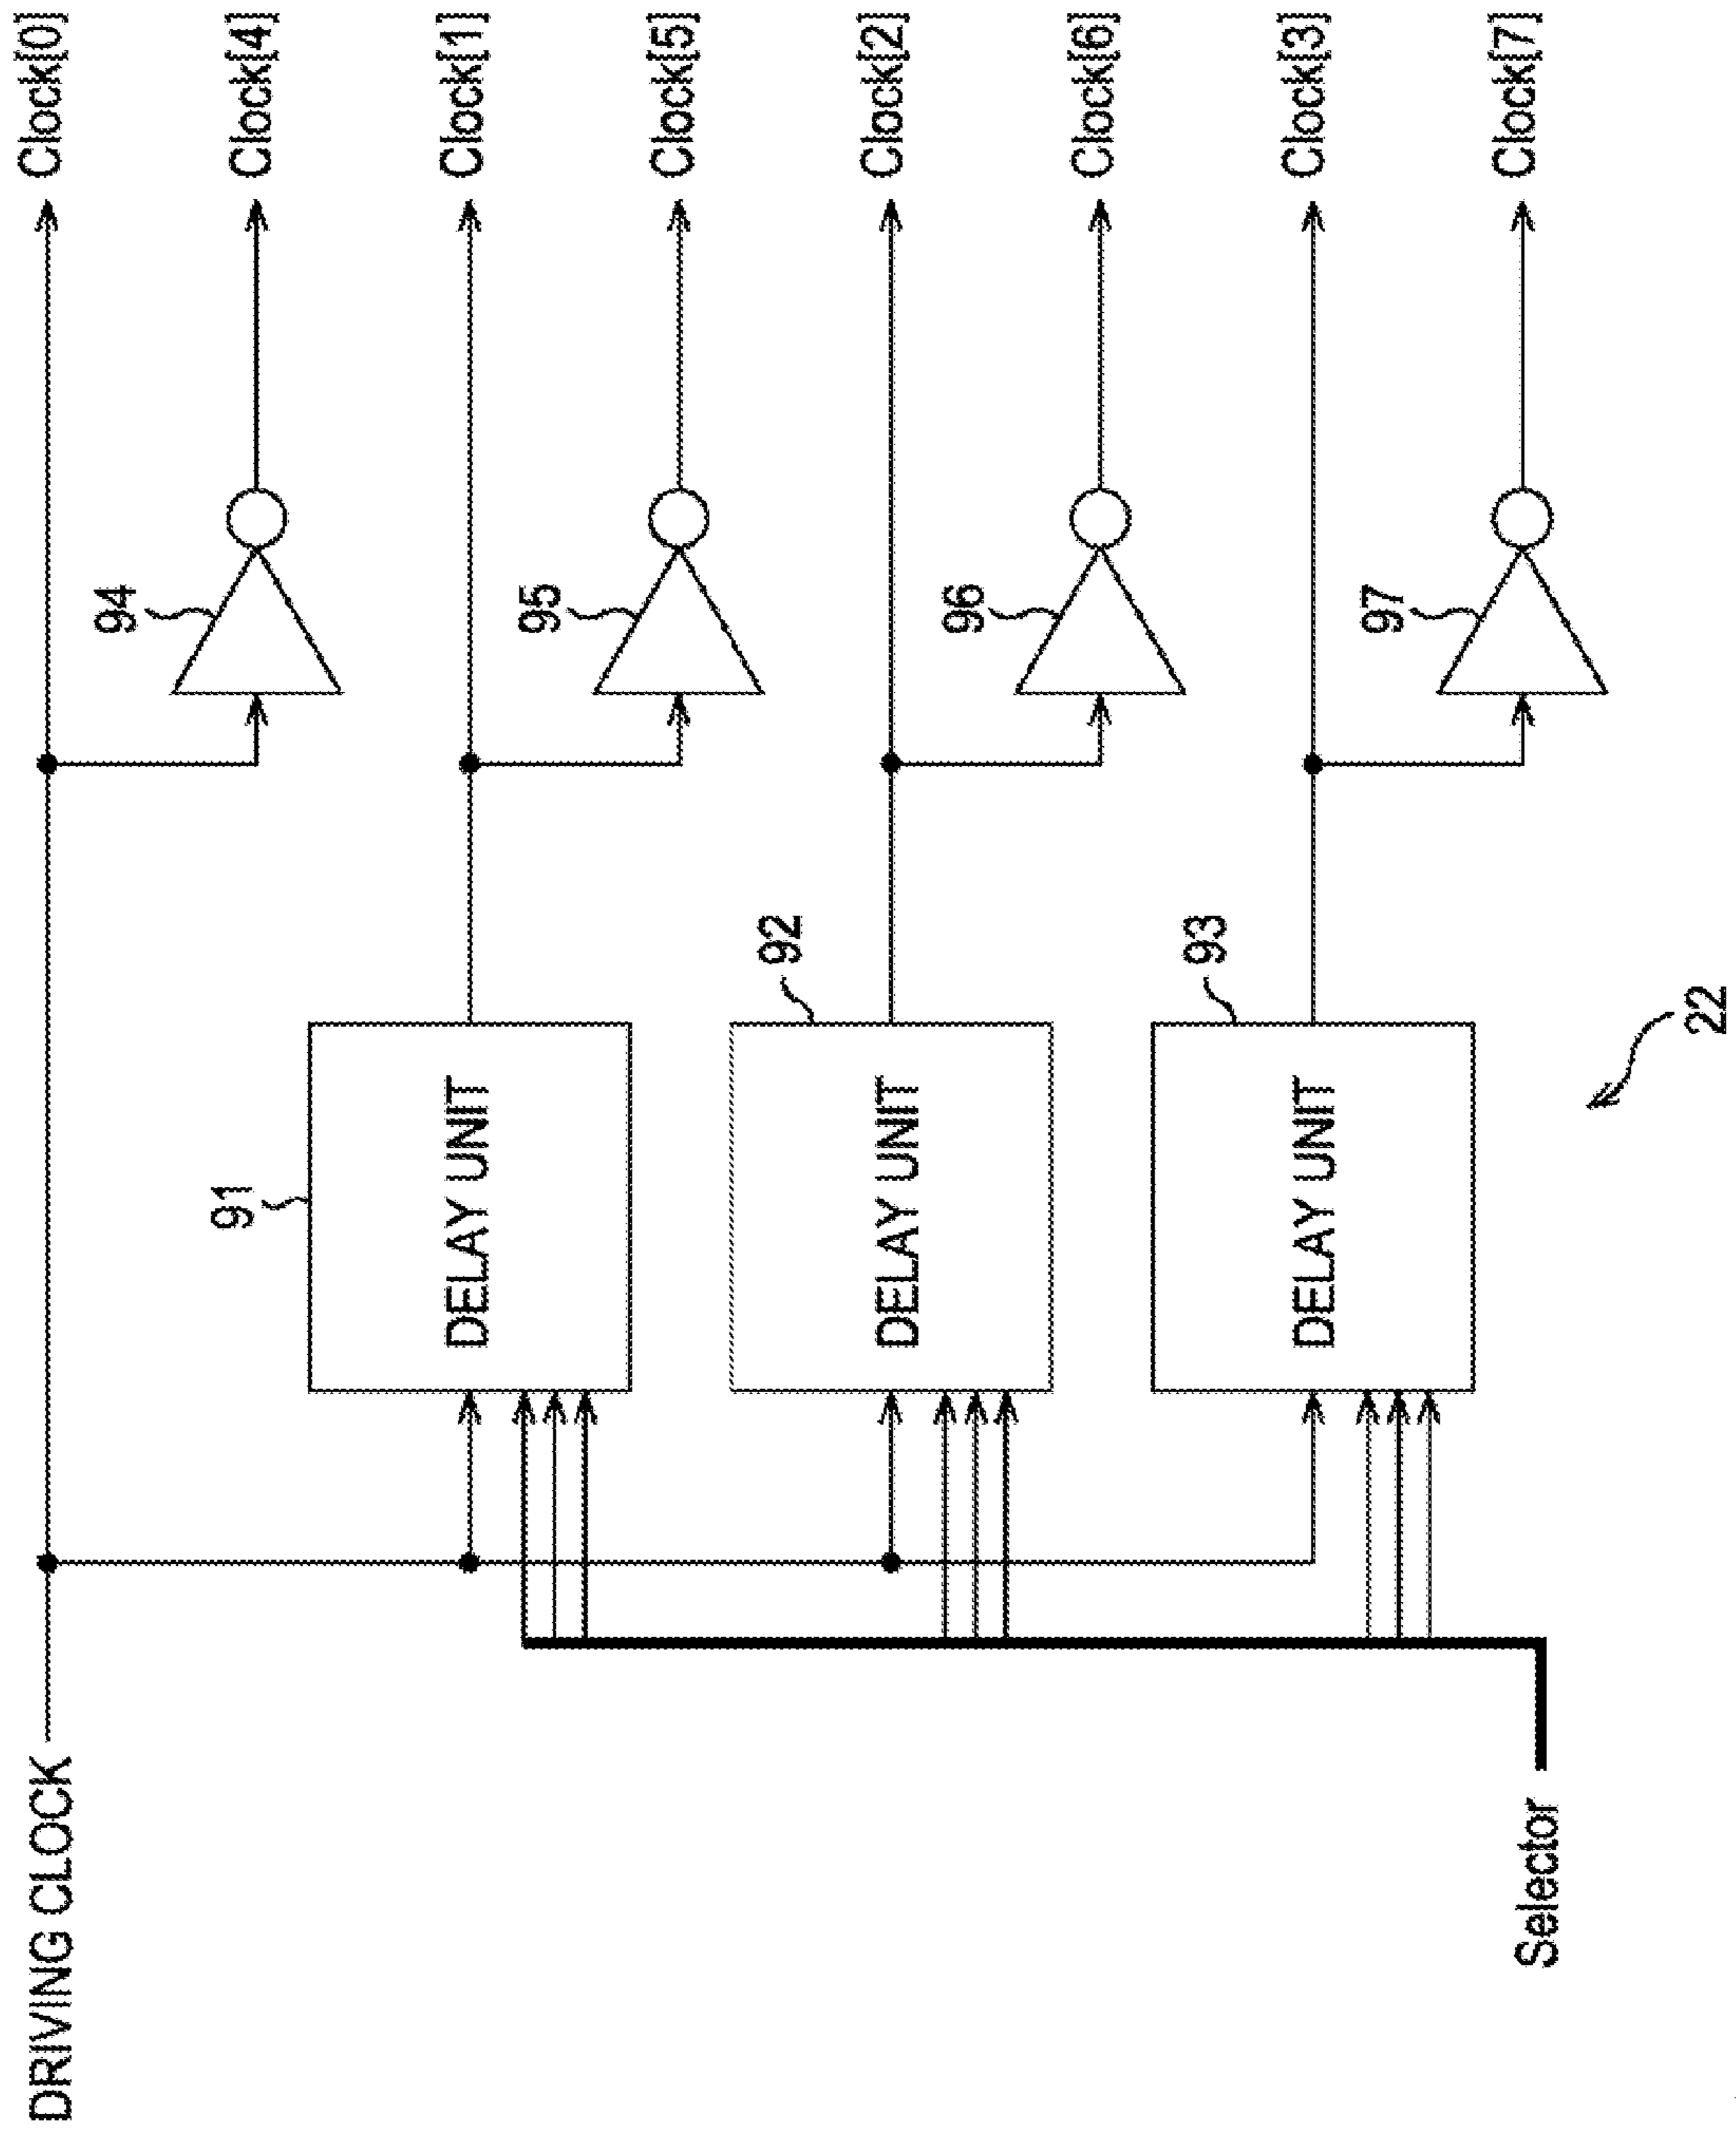 DRIVING CLOCK
Selector
91
DELAY UNIT
92
DELAY UNIT
93
DELAY UNIT
22
94
95
96
97
Clock[0]
Clock[4]
Clock[1]
Clock[5]
Clock[2]
Clock[6]
Clock[3]
Clock[7]